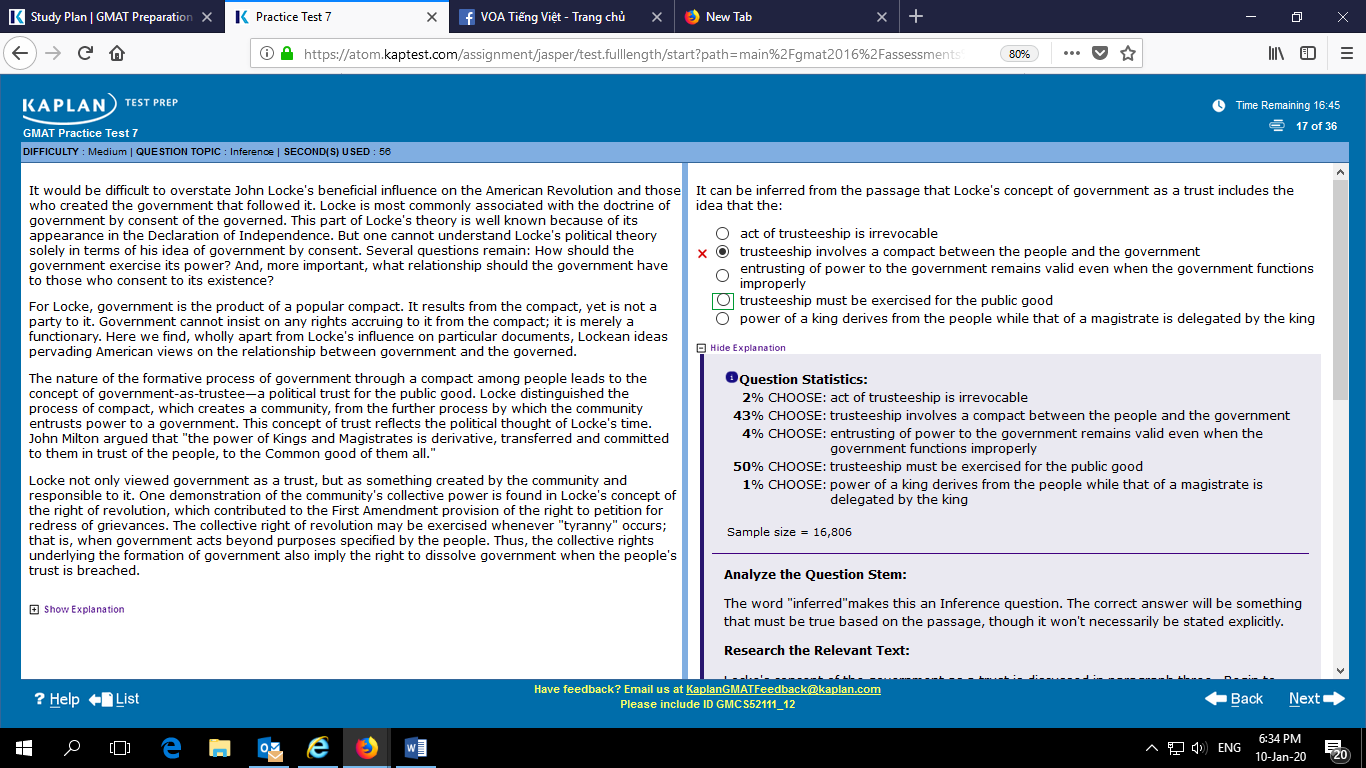 Study Plan | GMAT Preparation
Practice Test 7
VOA Tiếng Việt - Trang chủ
New Tab
https://atom.kaptest.com/assignment/jasper/test.fulllength/start?path=main%2Fgmat2016%2Fassessments
80%
KAPLAN TEST PREP
Time Remaining 16:45
GMAT Practice Test 7
17 of 36
DIFFICULTY : Medium | QUESTION TOPIC : Inference | SECOND(S) USED : 56
It would be difficult to overstate John Locke's beneficial influence on the American Revolution and those
who created the government that followed it. Locke is most commonly associated with the doctrine of
government by consent of the governed. This part of Locke's theory is well known because of its
appearance in the Declaration of Independence. But one cannot understand Locke's political theory
solely in terms of his idea of government by consent. Several questions remain: How should the
government exercise its power? And, more important, what relationship should the government have
to those who consent to its existence?
For Locke, government is the product of a popular compact. It results from the compact, yet is not a
party to it. Government cannot insist on any rights accruing to it from the compact; it is merely a
functionary. Here we find, wholly apart from Locke's influence on particular documents, Lockean ideas
pervading American views on the relationship between government and the governed.
The nature of the formative process of government through a compact among people leads to the
concept of government-as-trustee—a political trust for the public good. Locke distinguished the
process of compact, which creates a community, from the further process by which the community
entrusts power to a government. This concept of trust reflects the political thought of Locke's time.
John Milton argued that "the power of Kings and Magistrates is derivative, transferred and committed
to them in trust of the people, to the Common good of them all."
Locke not only viewed government as a trust, but as something created by the community and
responsible to it. One demonstration of the community's collective power is found in Locke's concept of
the right of revolution, which contributed to the First Amendment provision of the right to petition for
redress of grievances. The collective right of revolution may be exercised whenever "tyranny" occurs;
that is, when government acts beyond purposes specified by the people. Thus, the collective rights
underlying the formation of government also imply the right to dissolve government when the people's
trust is breached.
Show Explanation
It can be inferred from the passage that Locke's concept of government as a trust includes the
idea that the:
act of trusteeship is irrevocable
trusteeship involves a compact between the people and the government
entrusting of power to the government remains valid even when the government functions
improperly
trusteeship must be exercised for the public good
power of a king derives from the people while that of a magistrate is delegated by the king
Hide Explanation
Question Statistics:
2% CHOOSE: act of trusteeship is irrevocable
43% CHOOSE: trusteeship involves a compact between the people and the government
4% CHOOSE: entrusting of power to the government remains valid even when the
government functions improperly
50% CHOOSE: trusteeship must be exercised for the public good
1% CHOOSE: power of a king derives from the people while that of a magistrate is
delegated by the king
Sample size = 16,806
Analyze the Question Stem:
The word "inferred"makes this an Inference question. The correct answer will be something
that must be true based on the passage, though it won't necessarily be stated explicitly.
Research the Relevant Text:
? Help
List
Have feedback? Email us at KaplanGMATFeedback@kaplan.com
Please include ID GMCS52111_12
Back
Next
ENG
6:34 PM
10-Jan-20
20